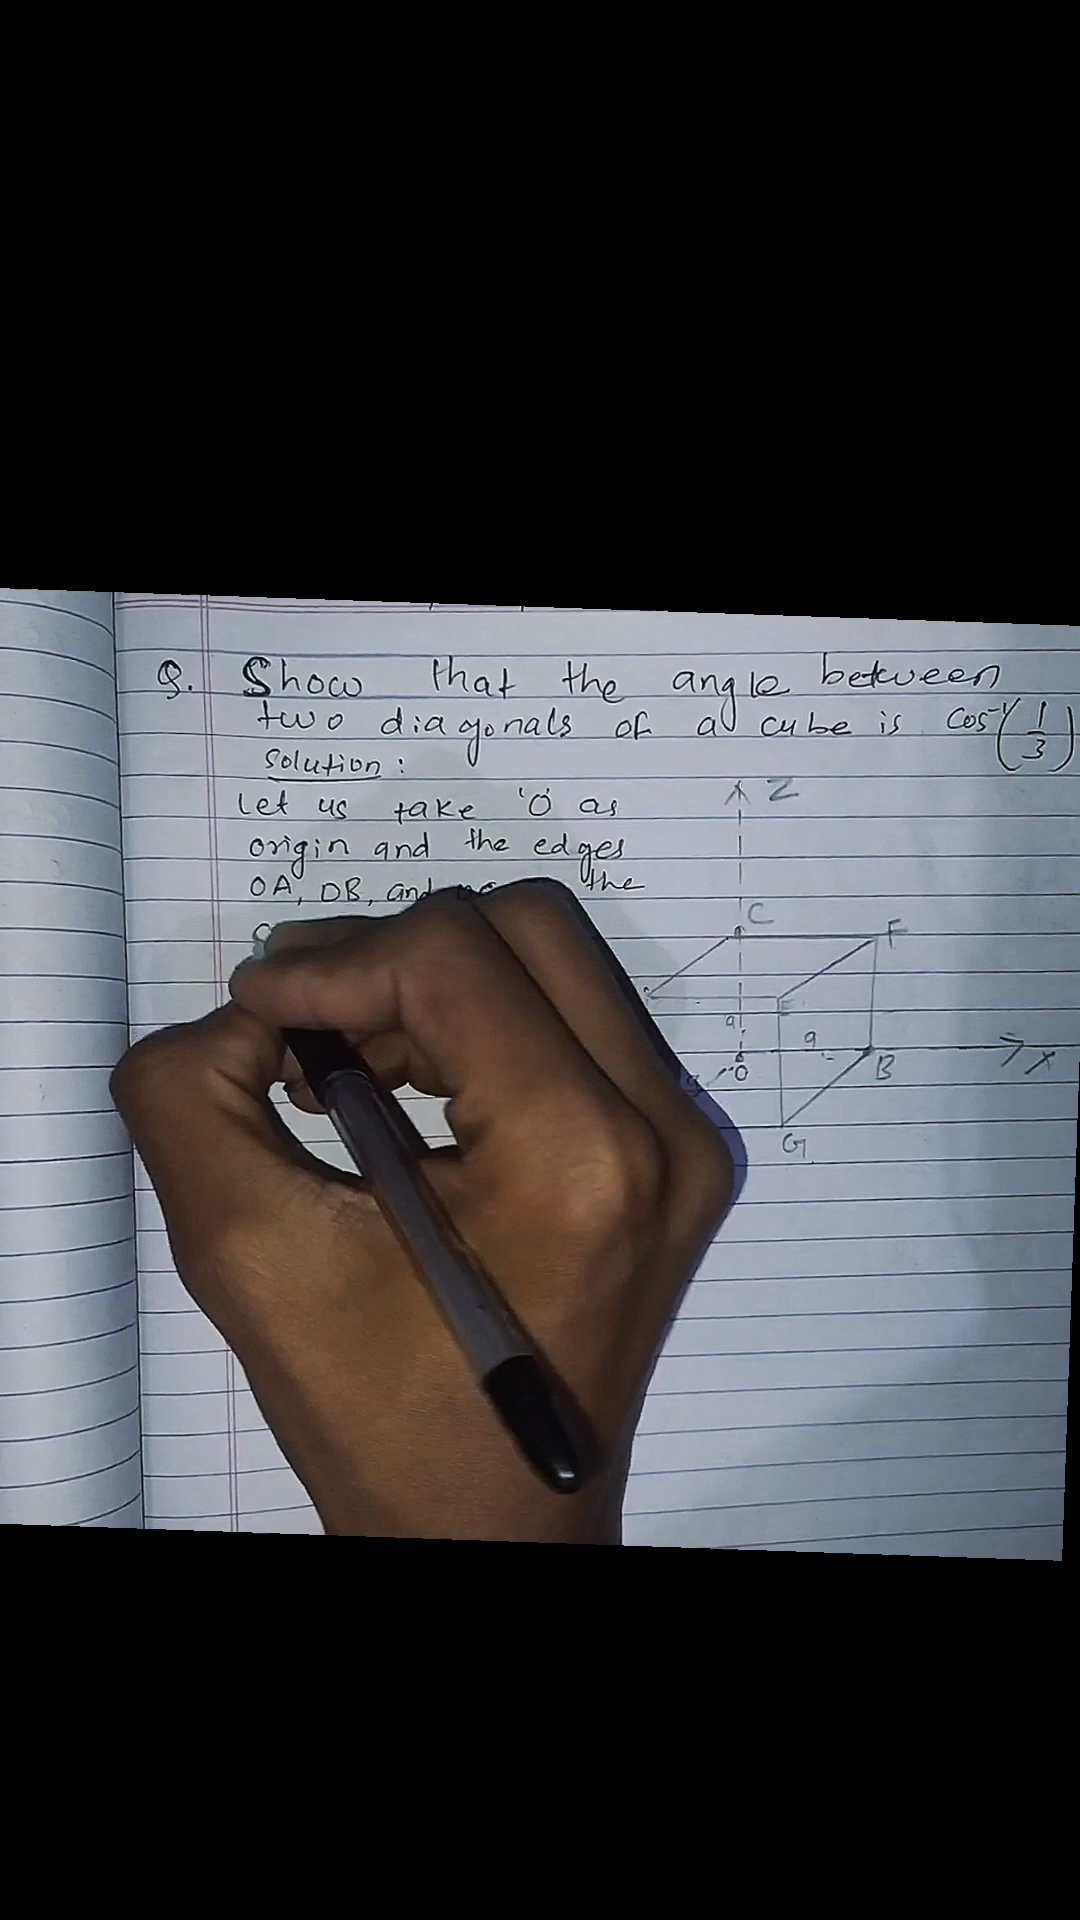 Q. Show that the angle between
two diagonals of a cube is cos⁻¹(1/3)
Solution :
Let us take 'O' as
origin and the edges
OA, OB, and the
Z
C
F
E
a
a
O
B
X
G